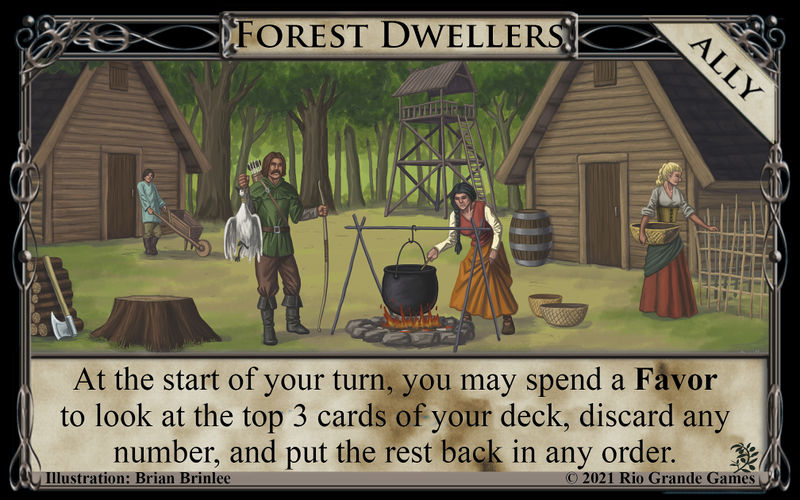 Forest Dwellers
ALLY
At the start of your turn, you may spend a Favor
to look at the top 3 cards of your deck, discard any
number, and put the rest back in any order.
Illustration: Brian Brinlee © 2021 Rio Grande Games